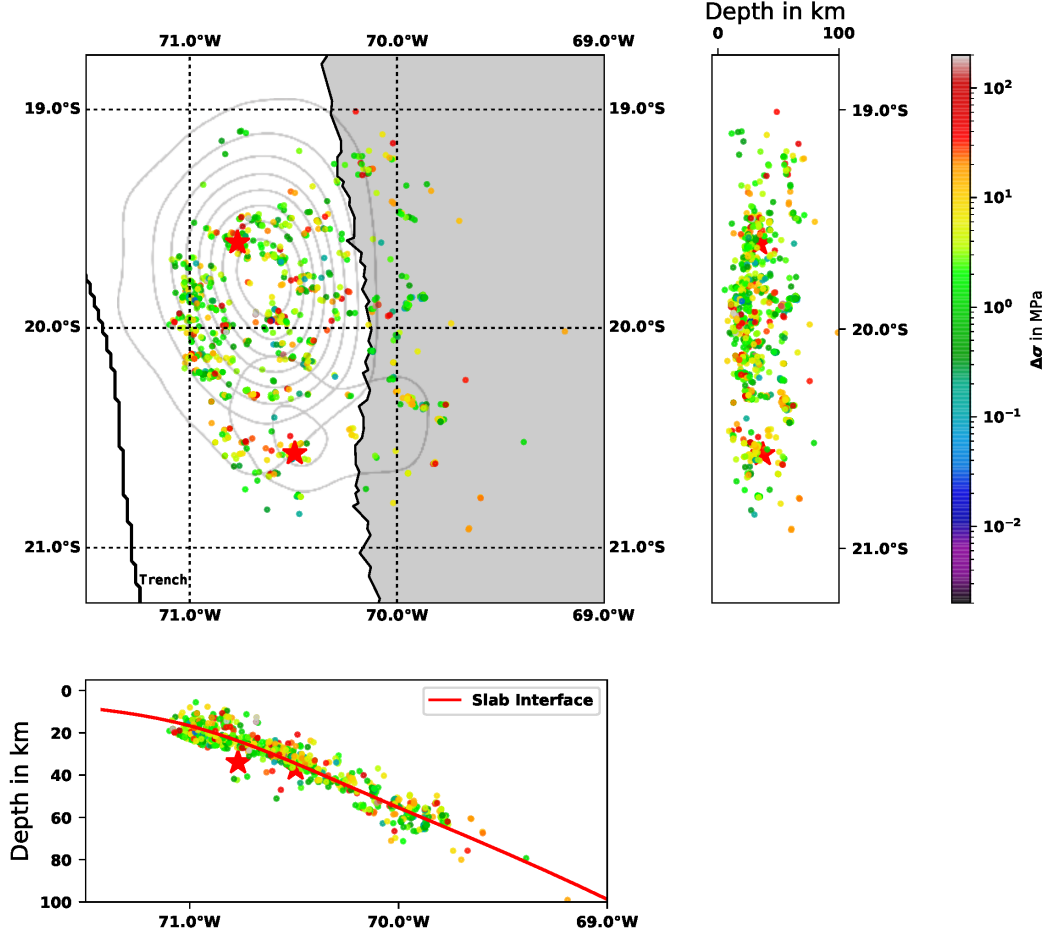 Depth in km
0 100
71.0°W 70.0°W 69.0°W
19.0°S 19.0°S 19.0°S
20.0°S 20.0°S 20.0°S
21.0°S 21.0°S 21.0°S
Trench
71.0°W 70.0°W 69.0°W
10²
10¹
10⁰
10⁻¹
10⁻²
Δσ in MPa
Depth in km
0
20
40
60
80
100
Slab Interface
71.0°W 70.0°W 69.0°W